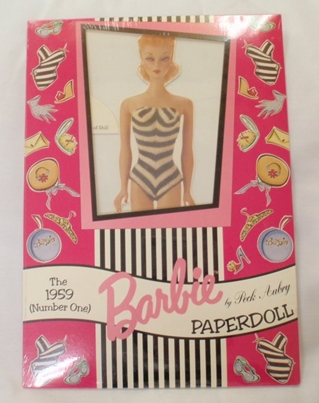 The
1959
(Number One)
Barbie
by Peck Aubry
PAPERDOLL